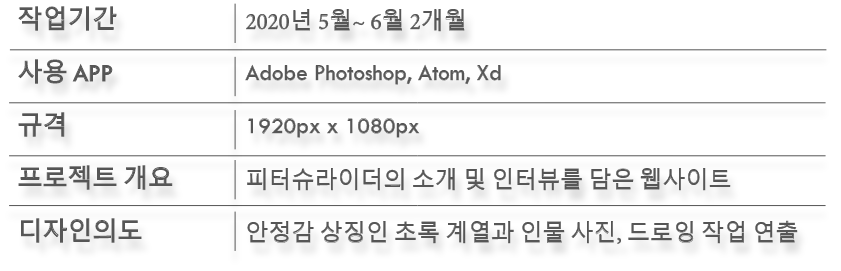 작업기간 2020년 5월~ 6월 2개월
사용 APP Adobe Photoshop, Atom, Xd
규격 1920px x 1080px
프로젝트 개요 피터슈라이더의 소개 및 인터뷰를 담은 웹사이트
디자인의도 안정감 상징인 초록 계열과 인물 사진, 드로잉 작업 연출